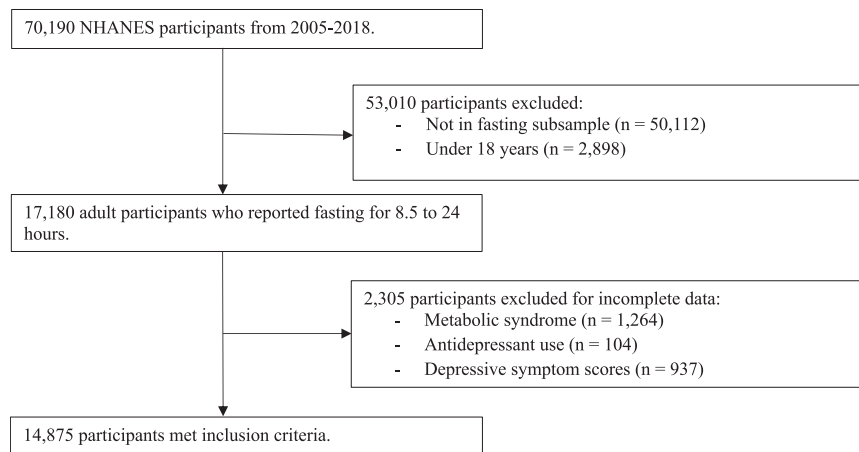 70,190 NHANES participants from 2005-2018.
53,010 participants excluded:
- Not in fasting subsample (n = 50,112)
- Under 18 years (n = 2,898)
17,180 adult participants who reported fasting for 8.5 to 24
hours.
2,305 participants excluded for incomplete data:
- Metabolic syndrome (n = 1,264)
- Antidepressant use (n = 104)
- Depressive symptom scores (n = 937)
14,875 participants met inclusion criteria.